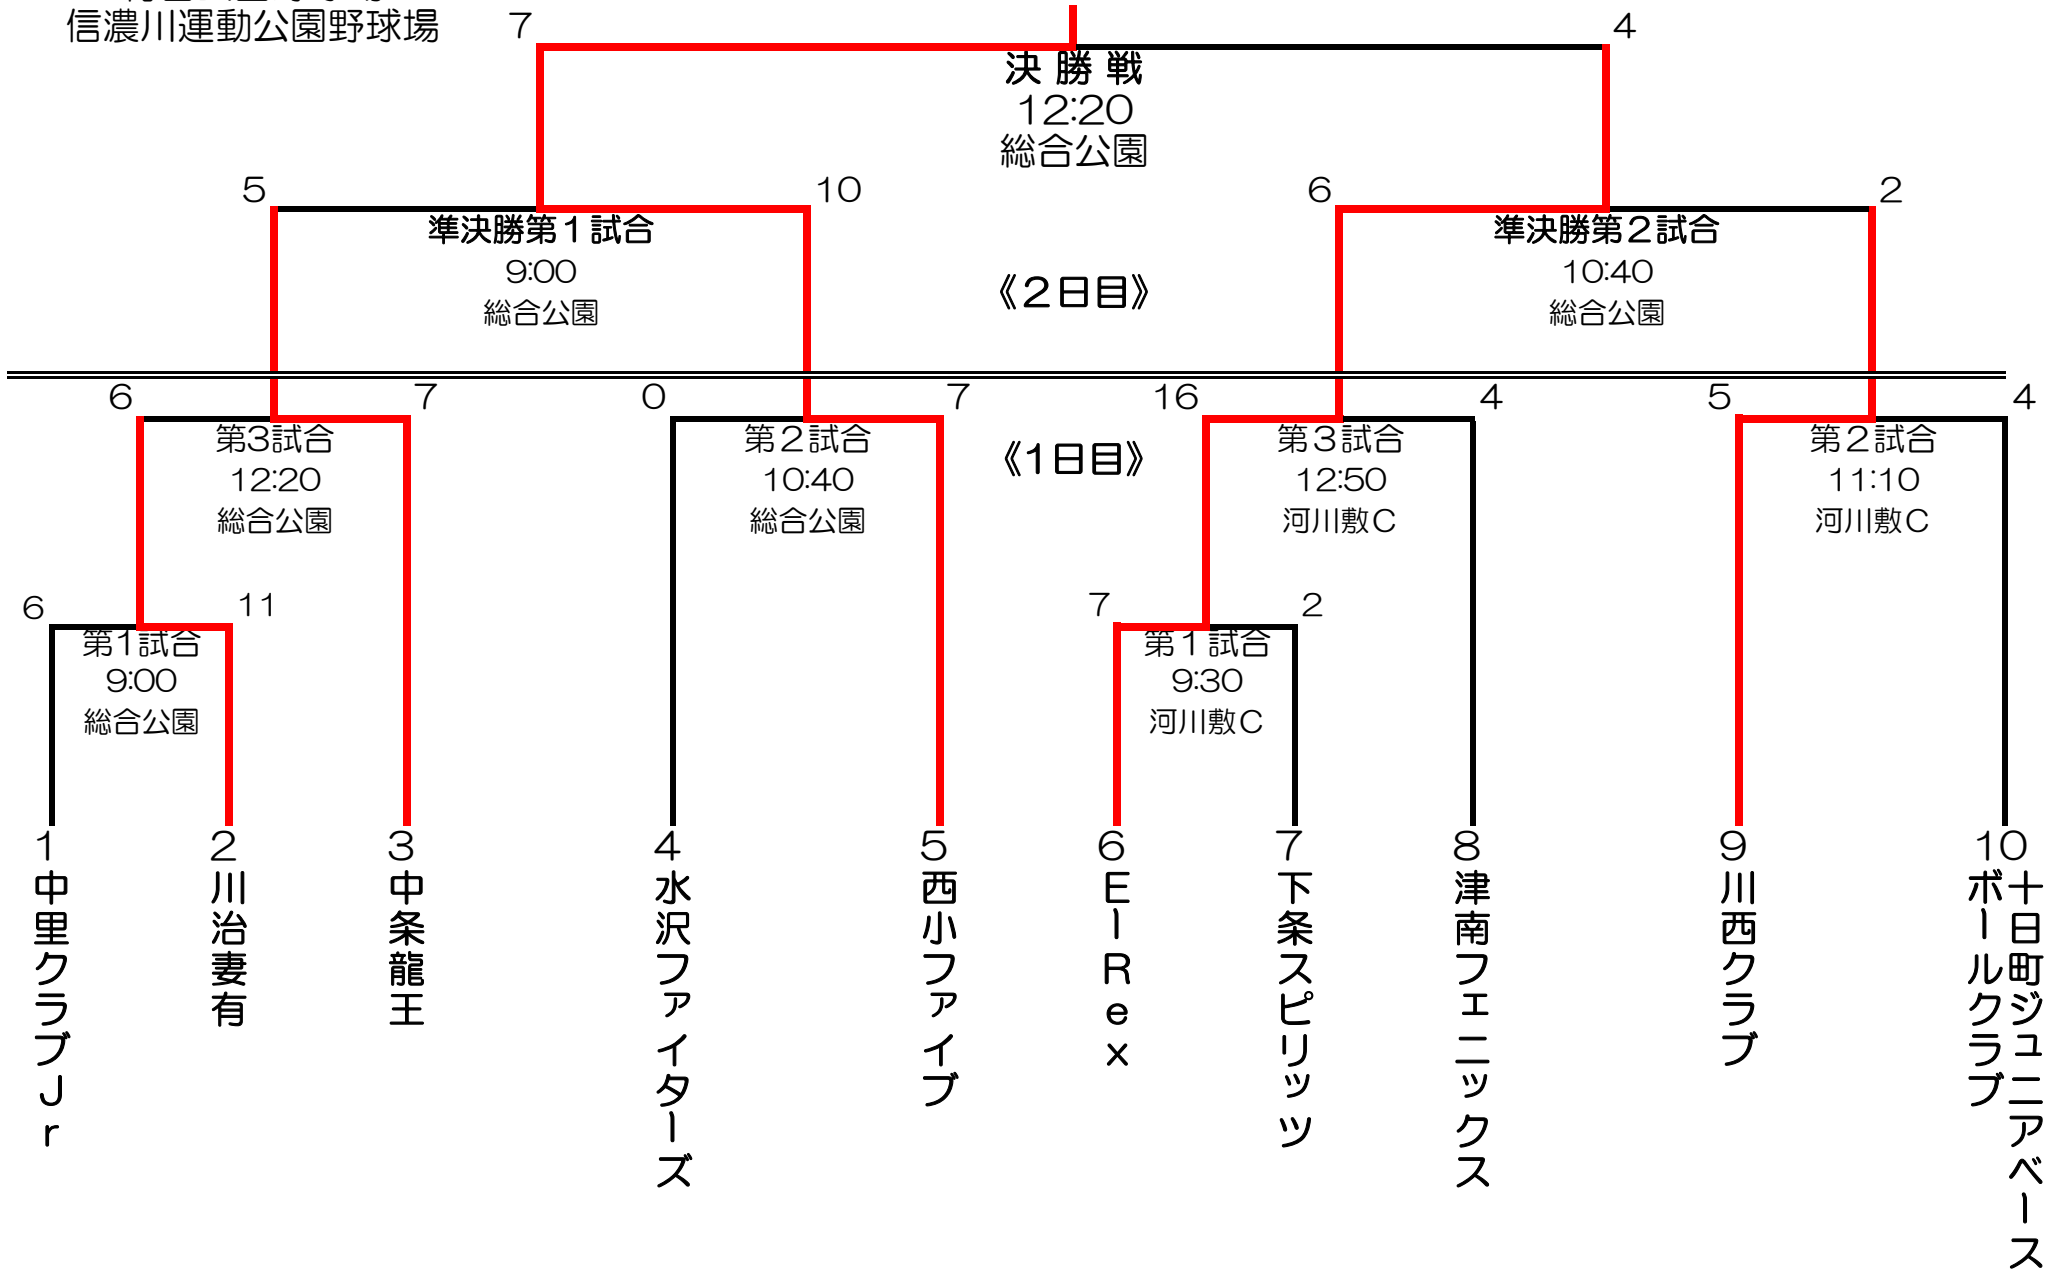 信濃川運動公園野球場
7
4
決 勝 戦
12:20
総合公園
5
10
6
2
準決勝第１試合
9:00
総合公園
準決勝第２試合
10:40
総合公園
《２日目》
6
7
0
7
16
4
5
4
第3試合
12:20
総合公園
第２試合
10:40
総合公園
《1日目》
第３試合
12:50
河川敷Ｃ
第２試合
11:10
河川敷Ｃ
6
11
第1試合
9:00
総合公園
7
2
第１試合
9:30
河川敷Ｃ
1
中里クラブＪｒ
2
川治妻有
3
中条龍王
4
水沢ファイターズ
5
西小ファイブ
6
ＥーＲｅｘ
7
下条スピリッツ
8
津南フェニックス
9
川西クラブ
10
十日町ジュニアベース
ボールクラブ